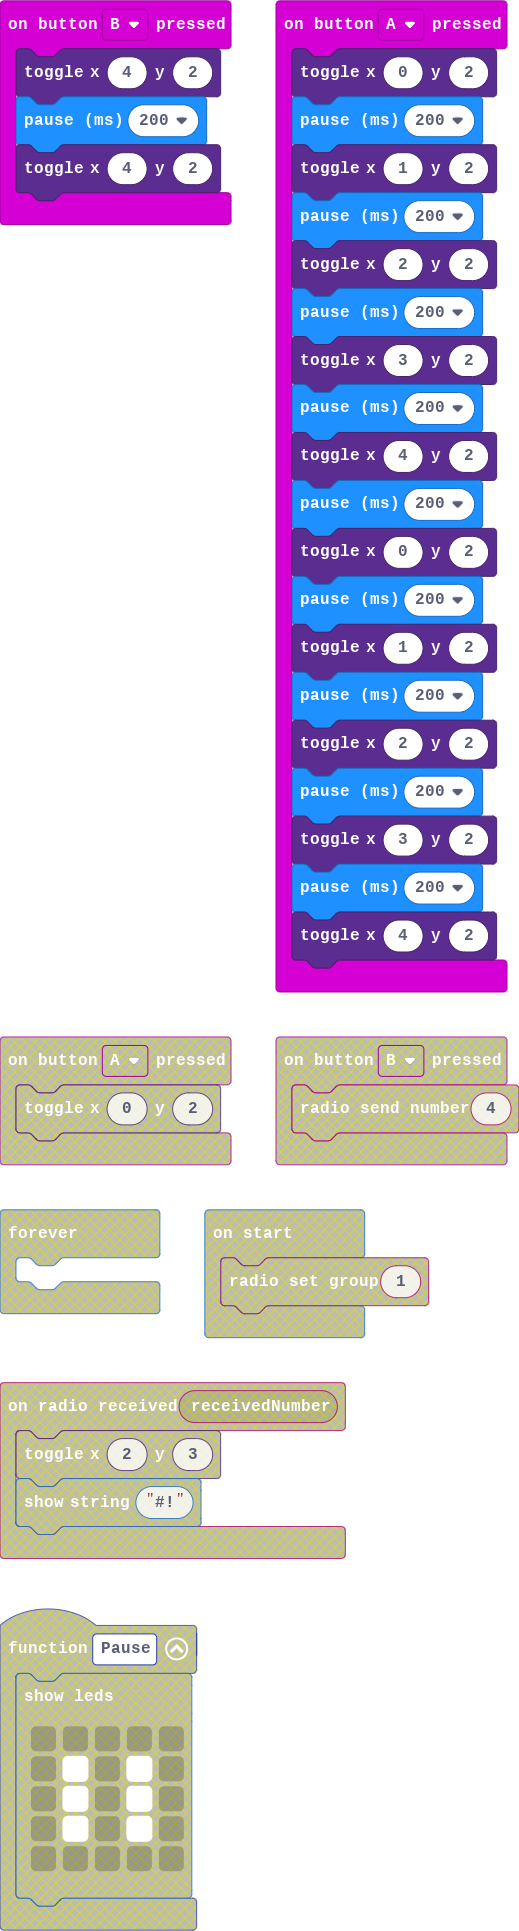 on button B pressed
toggle x 4 y 2
pause (ms) 200
toggle x 4 y 2
on button A pressed
toggle x 0 y 2
pause (ms) 200
toggle x 1 y 2
pause (ms) 200
toggle x 2 y 2
pause (ms) 200
toggle x 3 y 2
pause (ms) 200
toggle x 4 y 2
pause (ms) 200
toggle x 0 y 2
pause (ms) 200
toggle x 1 y 2
pause (ms) 200
toggle x 2 y 2
pause (ms) 200
toggle x 3 y 2
pause (ms) 200
toggle x 4 y 2
on button A pressed
toggle x 0 y 2
on button B pressed
radio send number 4
forever
on start
radio set group 1
on radio received receivedNumber
toggle x 2 y 3
show string "#!"
function Pause
show leds